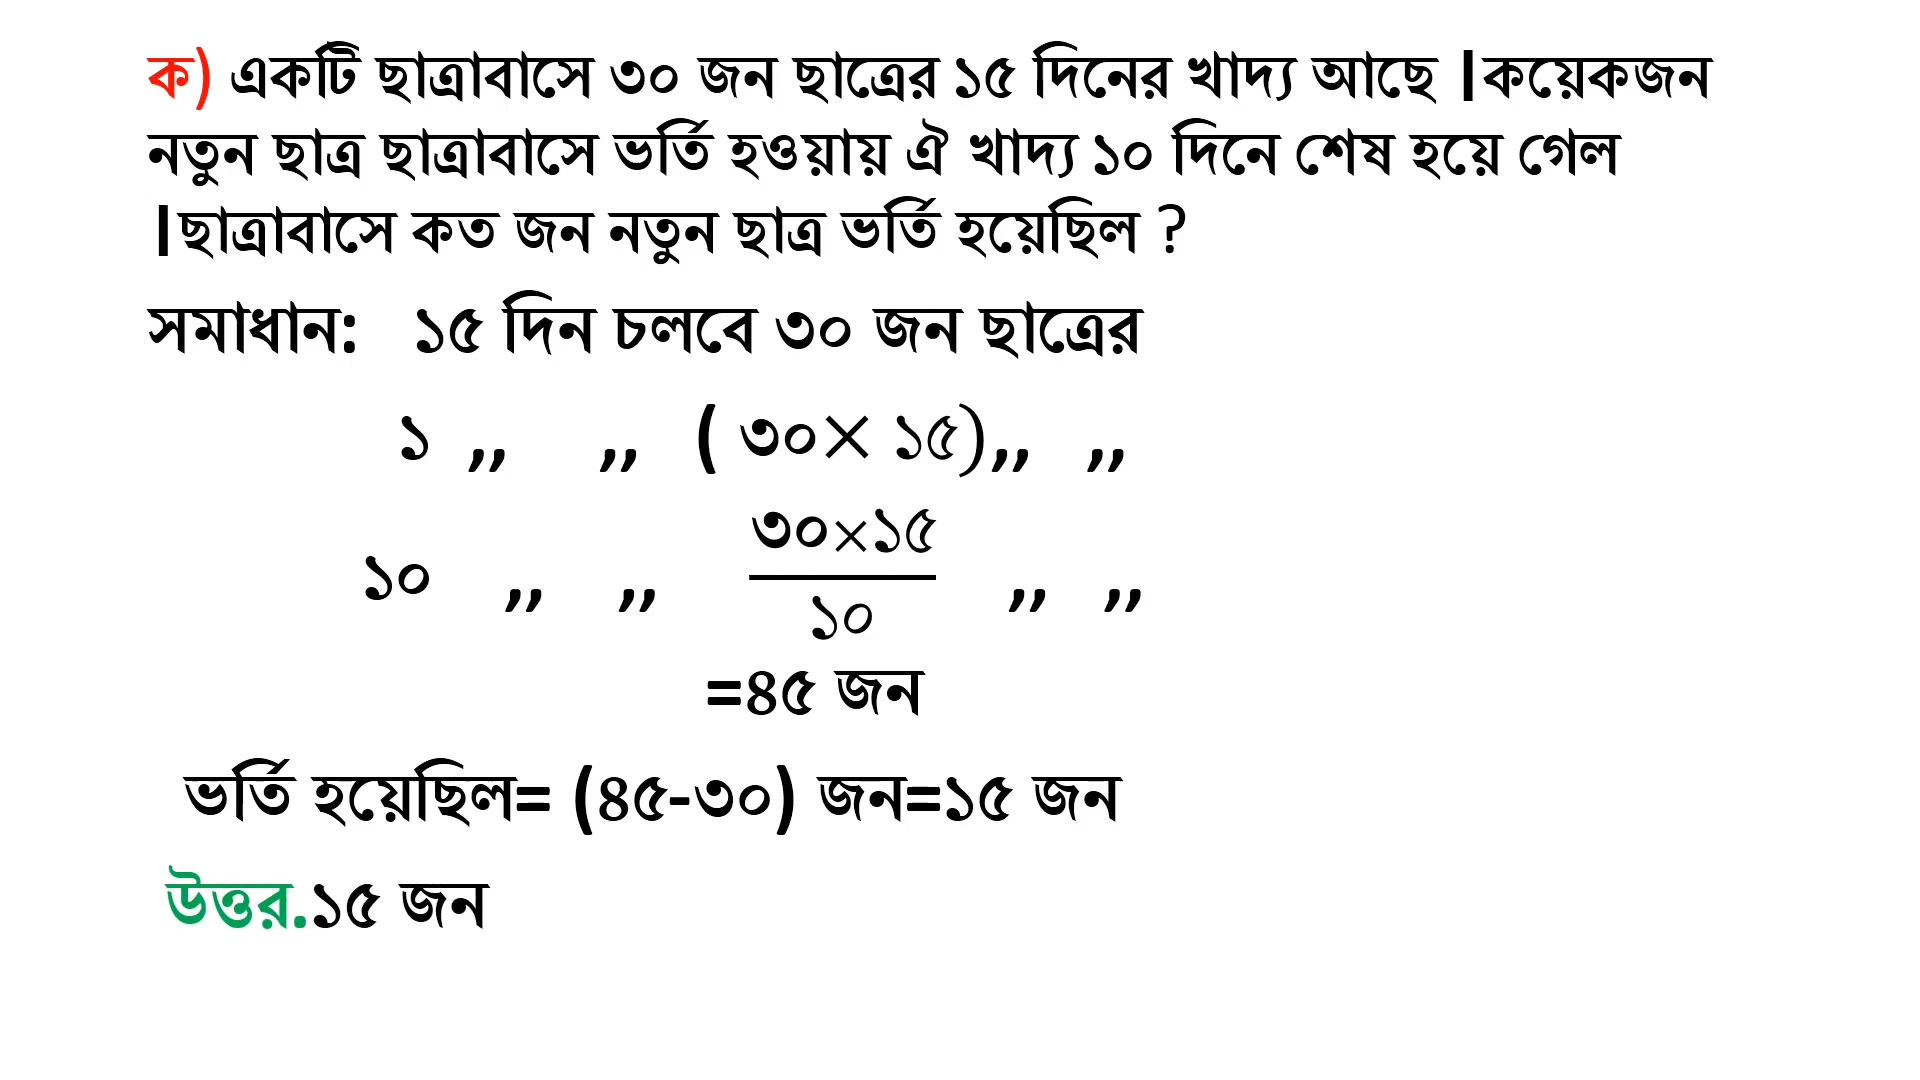 ক) একটি ছাত্রাবাসে ৩০ জন ছাত্রের ১৫ দিনের খাদ্য আছে ।কয়েকজন
নতুন ছাত্র ছাত্রাবাসে ভর্তি হওয়ায় ঐ খাদ্য ১০ দিনে শেষ হয়ে গেল
।ছাত্রাবাসে কত জন নতুন ছাত্র ভর্তি হয়েছিল ?
সমাধান: ১৫ দিন চলবে ৩০ জন ছাত্রের
১ ,, ,, ( ৩০× ১৫),, ,,
৩০×১৫
১০ ,, ,, ,, ,,
১০
=৪৫ জন
ভর্তি হয়েছিল= (৪৫-৩০) জন=১৫ জন
উত্তর.১৫ জন